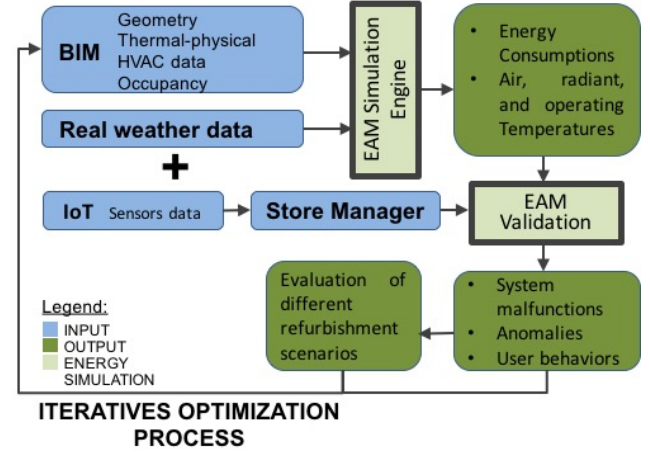 BIM
Geometry
Thermal-physical
HVAC data
Occupancy
EAM Simulation
Engine
• Energy
Consumptions
• Air, radiant,
and operating
Temperatures
Real weather data
+
IoT Sensors data
Store Manager
EAM
Validation
Evaluation of
different
refurbishment
scenarios
• System
malfunctions
• Anomalies
• User behaviors
Legend:
INPUT
OUTPUT
ENERGY
SIMULATION
ITERATIVES OPTIMIZATION
PROCESS